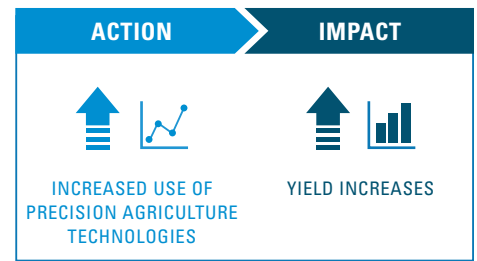 ACTION
IMPACT
INCREASED USE OF
PRECISION AGRICULTURE
TECHNOLOGIES
YIELD INCREASES